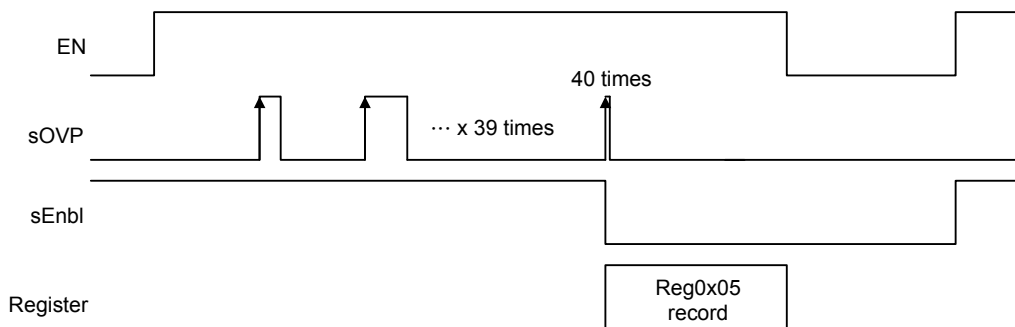 EN
40 times
sOVP
··· x 39 times
sEnbl
Register
Reg0x05
record